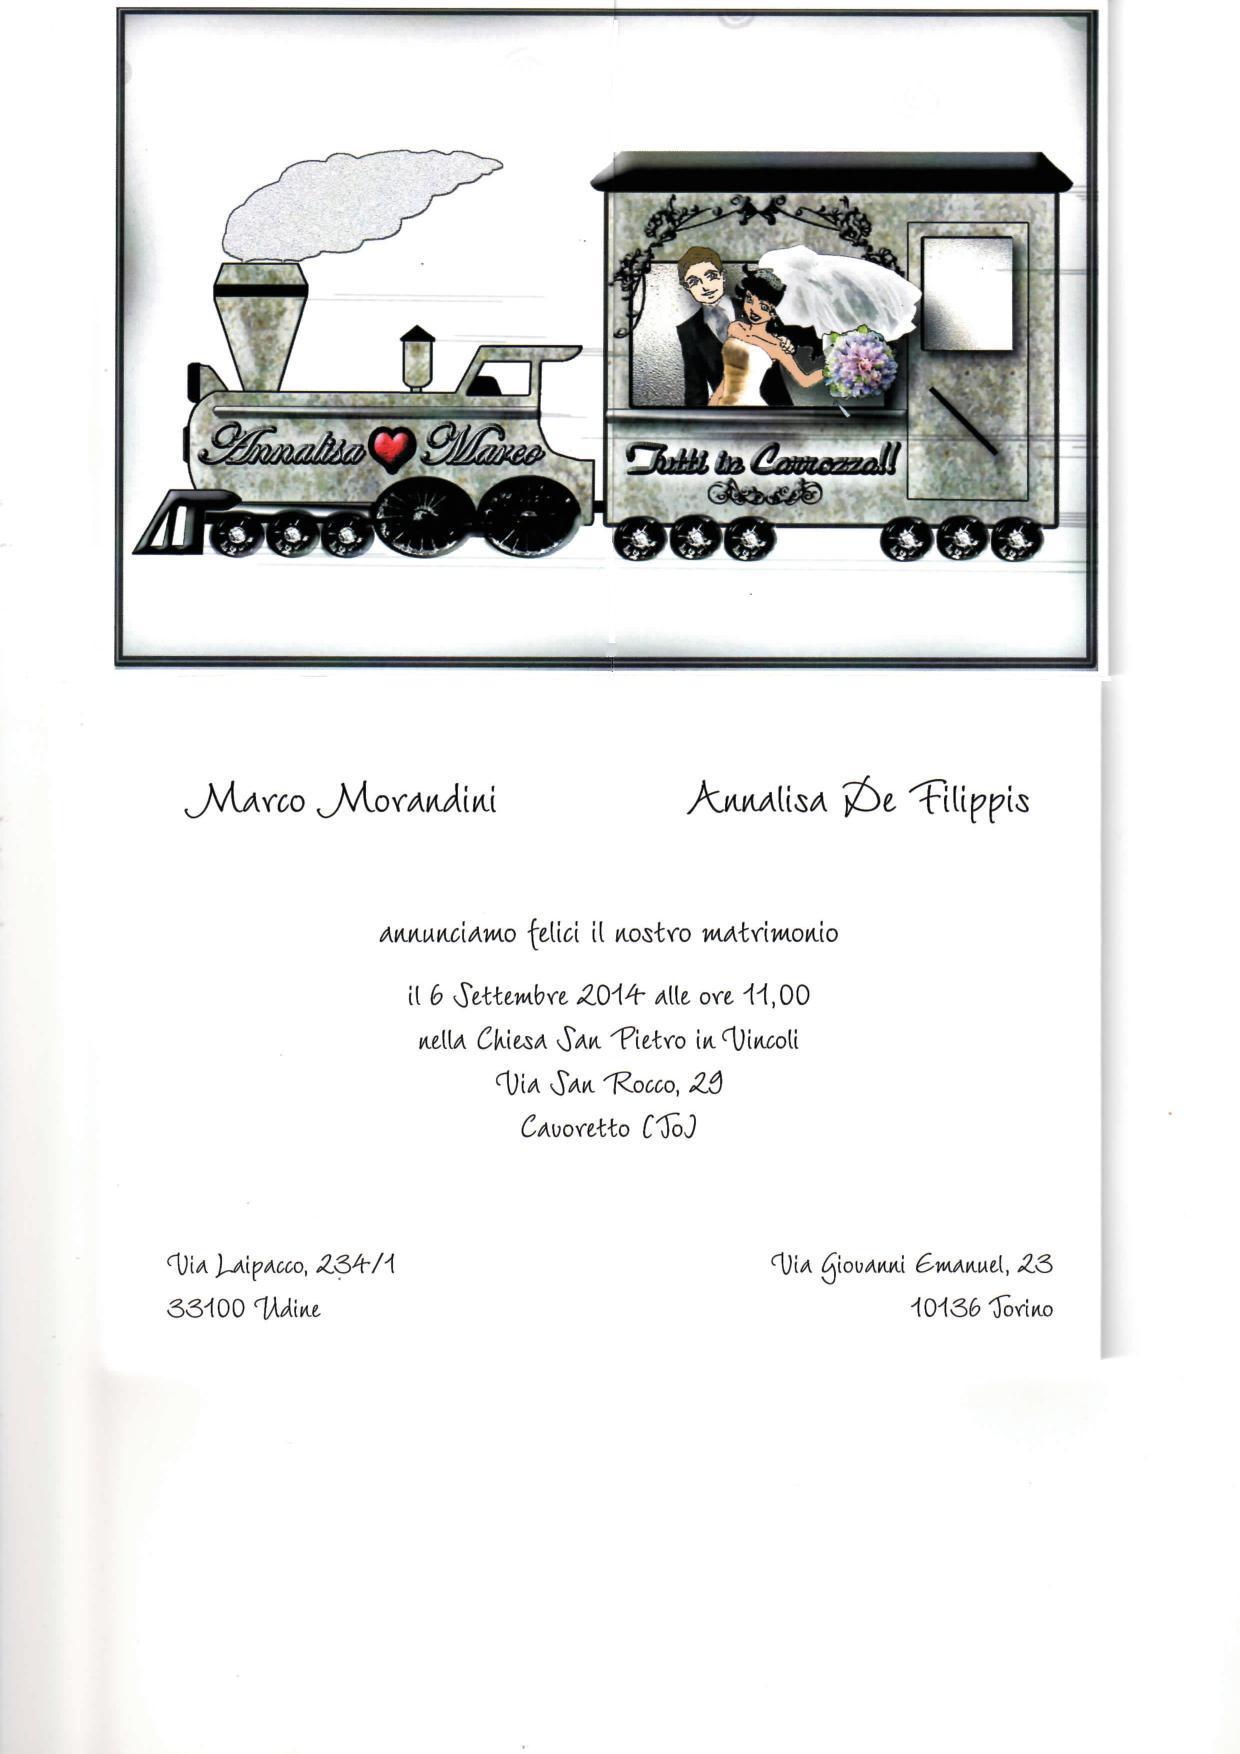 Annalisa Marco
Tutti in Carrozza!!
Marco Morandini
Annalisa De Filippis
annunciamo felici il nostro matrimonio
il 6 Settembre 2014 alle ore 11,00
nella Chiesa San Pietro in Vincoli
Via San Rocco, 29
Cavoretto (To)
Via Laipacco, 234/1
33100 Udine
Via Giovanni Emanuel, 23
10136 Torino